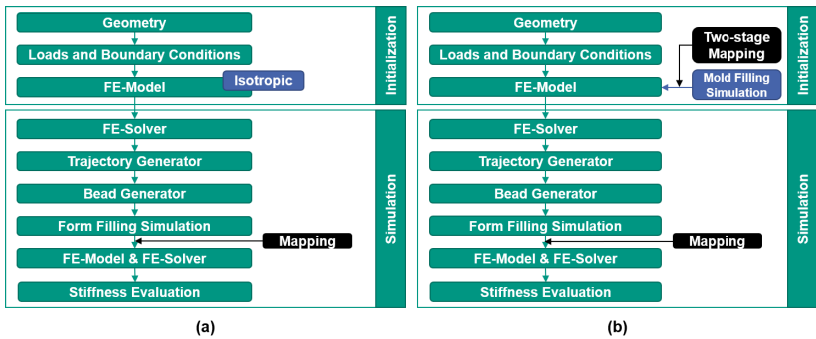 Geometry
Loads and Boundary Conditions
FE-Model
Isotropic
Initialization
FE-Solver
Trajectory Generator
Bead Generator
Form Filling Simulation
Mapping
FE-Model & FE-Solver
Stiffness Evaluation
Simulation
(a)
Geometry
Loads and Boundary Conditions
FE-Model
Two-stage
Mapping
Mold Filling
Simulation
Initialization
FE-Solver
Trajectory Generator
Bead Generator
Form Filling Simulation
Mapping
FE-Model & FE-Solver
Stiffness Evaluation
Simulation
(b)